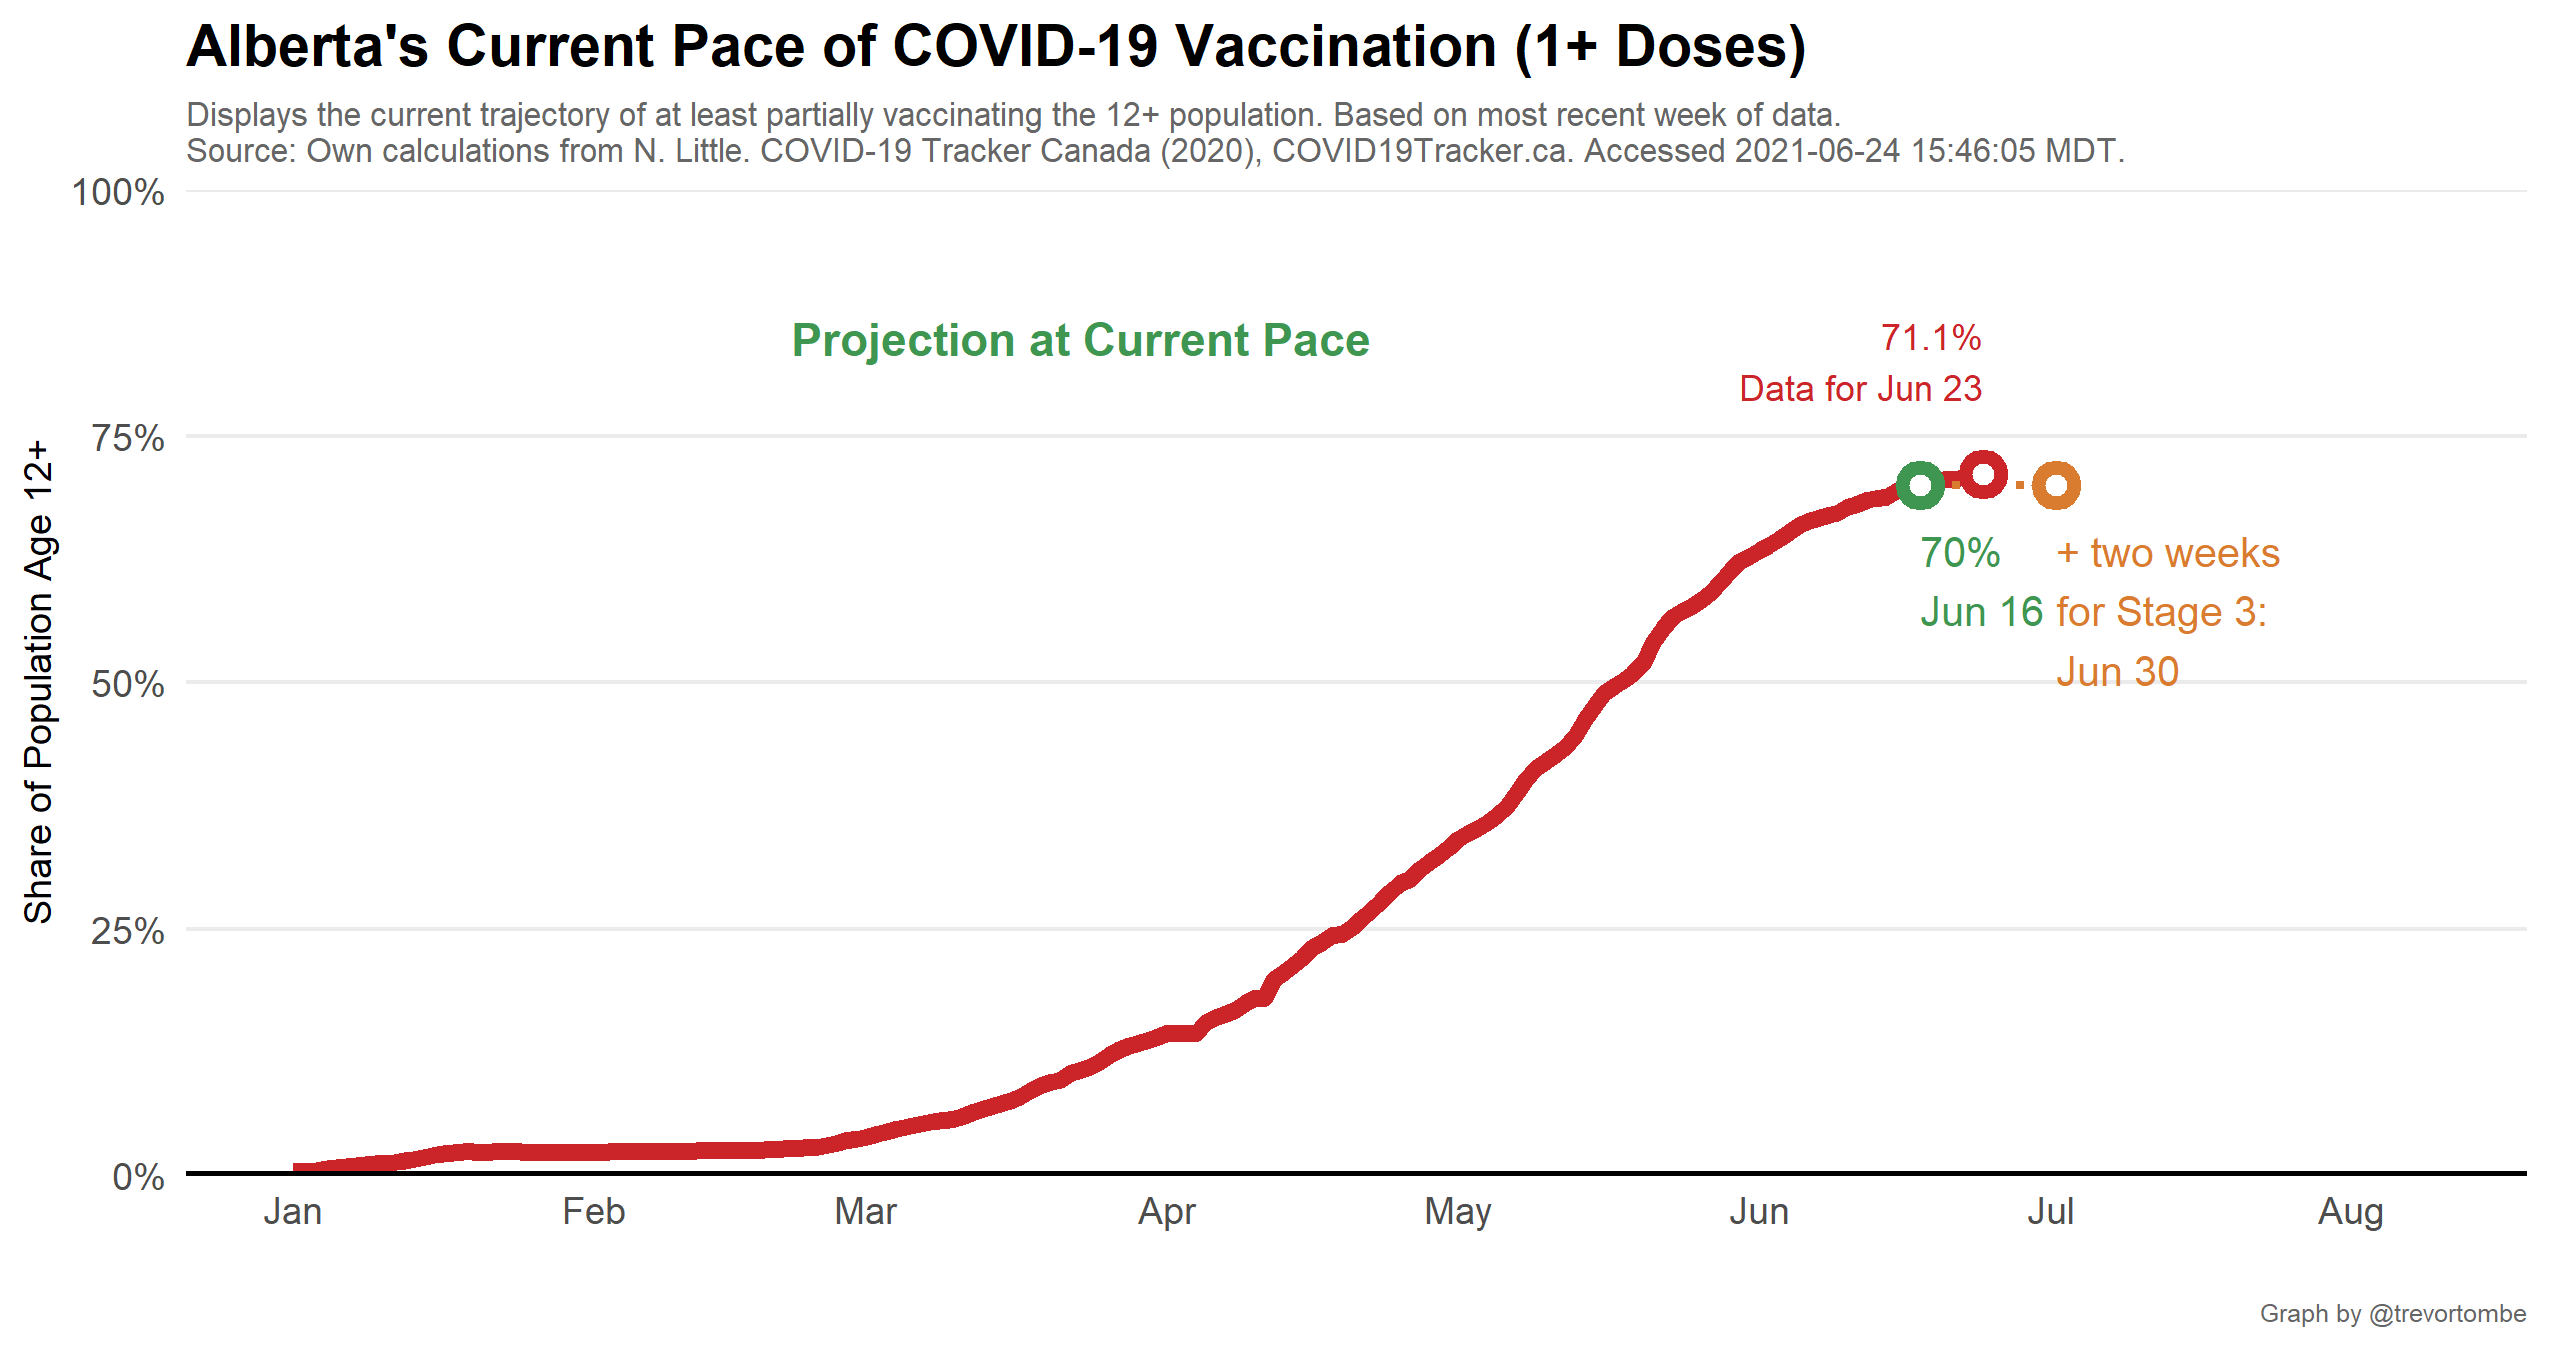 Alberta's Current Pace of COVID-19 Vaccination (1+ Doses)
Displays the current trajectory of at least partially vaccinating the 12+ population. Based on most recent week of data.
Source: Own calculations from N. Little. COVID-19 Tracker Canada (2020), COVID19Tracker.ca. Accessed 2021-06-24 15:46:05 MDT.
Share of Population Age 12+
100%
75%
50%
25%
0%
Projection at Current Pace
71.1%
Data for Jun 23
70%
Jun 16
+ two weeks
for Stage 3:
Jun 30
Jan
Feb
Mar
Apr
May
Jun
Jul
Aug
Graph by @trevortombe